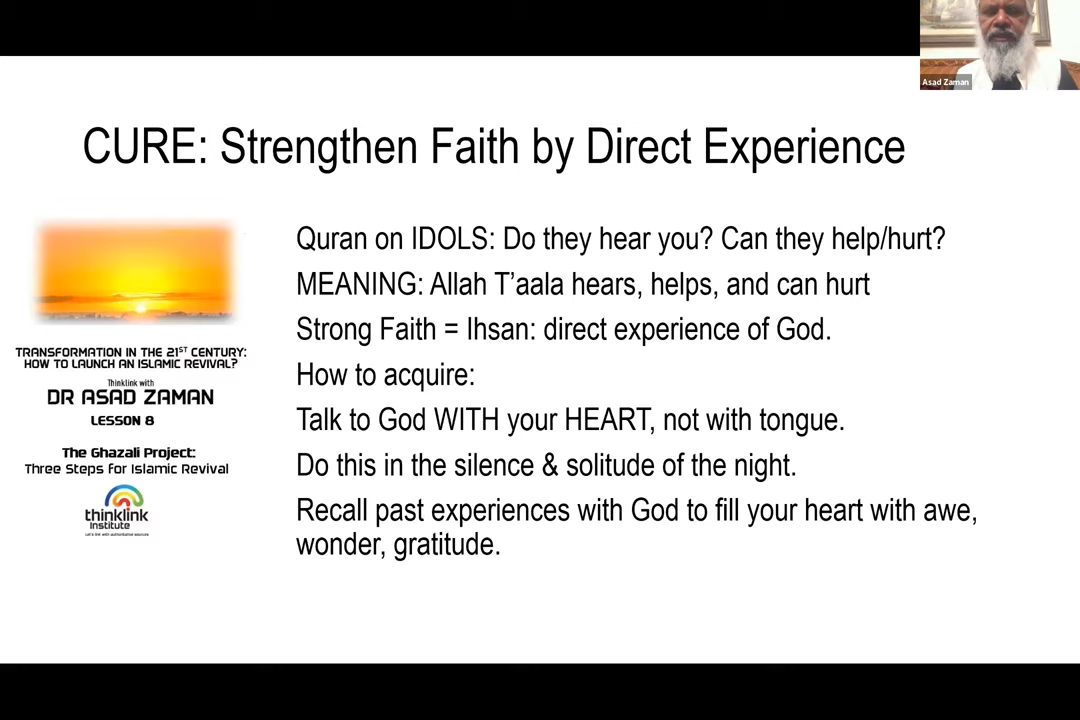 Asad Zaman
CURE: Strengthen Faith by Direct Experience
Quran on IDOLS: Do they hear you? Can they help/hurt?
MEANING: Allah T’aala hears, helps, and can hurt
Strong Faith = Ihsan: direct experience of God.
How to acquire:
Talk to God WITH your HEART, not with tongue.
Do this in the silence & solitude of the night.
Recall past experiences with God to fill your heart with awe,
wonder, gratitude.
TRANSFORMATION IN THE 21ST CENTURY:
HOW TO LAUNCH AN ISLAMIC REVIVAL?
Thinklink with
DR ASAD ZAMAN
LESSON 8
The Ghazali Project:
Three Steps for Islamic Revival
thinklink
institute
Let's link with authoritative sources